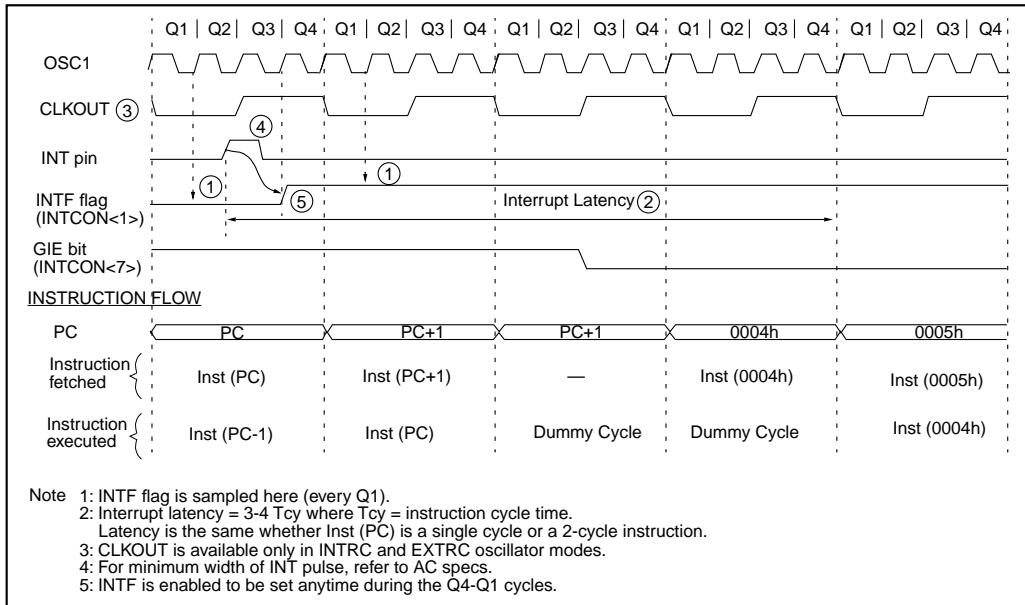 Q1 | Q2 | Q3 | Q4 Q1 | Q2 | Q3 | Q4 Q1 | Q2 | Q3 | Q4 Q1 | Q2 | Q3 | Q4 Q1 | Q2 | Q3 | Q4
OSC1
CLKOUT 3
4
INT pin
1 1
INTF flag
(INTCON<1>)
5
Interrupt Latency 2
GIE bit
(INTCON<7>)
INSTRUCTION FLOW
PC PC PC+1 PC+1 0004h 0005h
Instruction
fetched
Inst (PC) Inst (PC+1) — Inst (0004h) Inst (0005h)
Instruction
executed
Inst (PC-1) Inst (PC) Dummy Cycle Dummy Cycle Inst (0004h)
Note 1: INTF flag is sampled here (every Q1).
2: Interrupt latency = 3-4 Tcy where Tcy = instruction cycle time.
Latency is the same whether Inst (PC) is a single cycle or a 2-cycle instruction.
3: CLKOUT is available only in INTRC and EXTRC oscillator modes.
4: For minimum width of INT pulse, refer to AC specs.
5: INTF is enabled to be set anytime during the Q4-Q1 cycles.